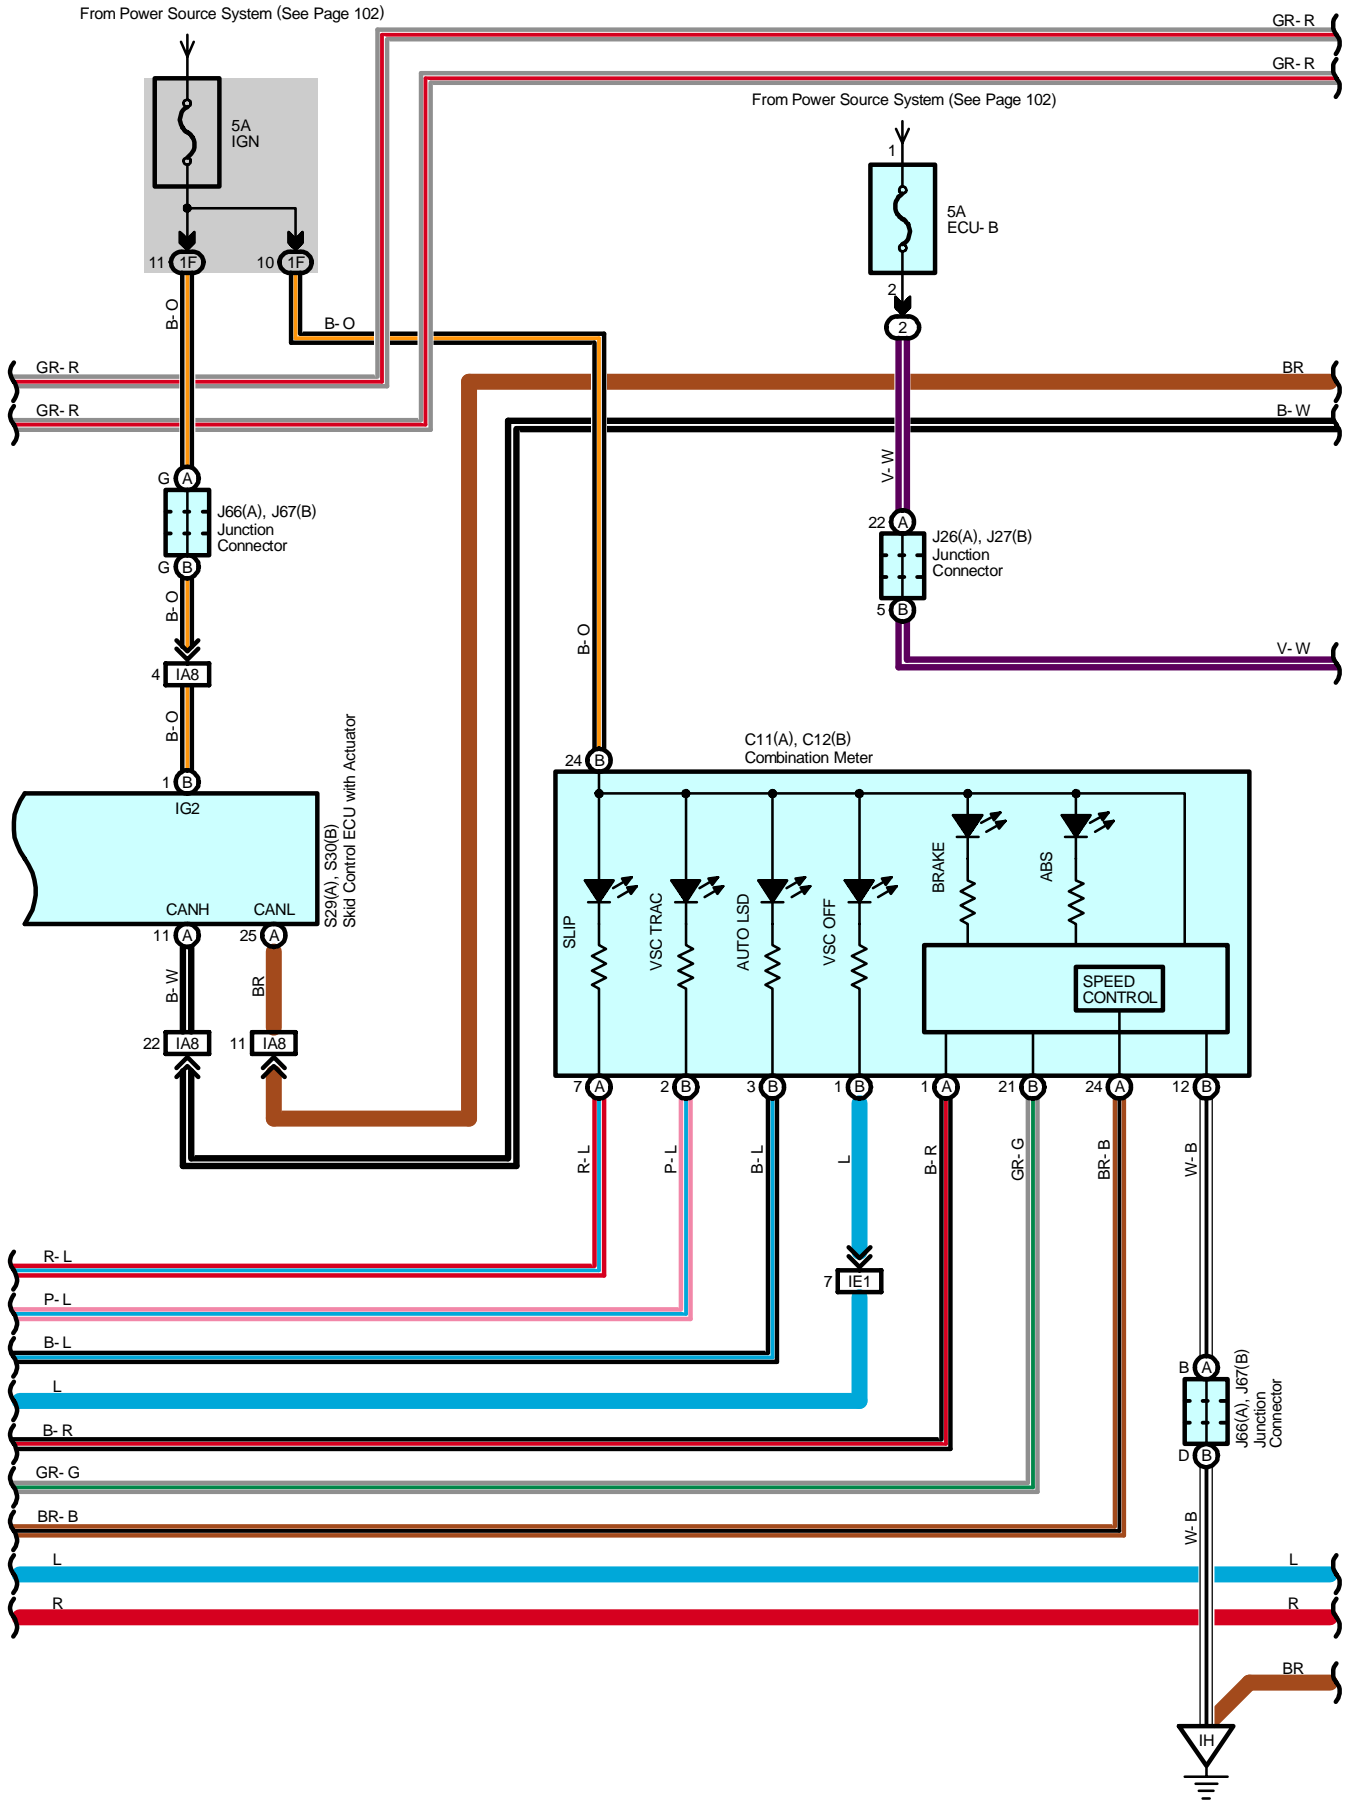 From Power Source System (See Page 102)
GR- R
GR- R
From Power Source System (See Page 102)
5A
IGN
1
5A
ECU- B
11
1F
10
1F
2
2
B- O
B- O
GR- R
BR
GR- R
B- W
V- W
G
A
J66(A), J67(B)
Junction
Connector
22
A
J26(A), J27(B)
Junction
Connector
G
B
5
B
B- O
B- O
V- W
4
IA8
B- O
S29(A), S30(B)
Skid Control ECU with Actuator
C11(A), C12(B)
Combination Meter
24
B
1
B
IG2
BRAKE
ABS
CANH
CANL
SLIP
VSC TRAC
AUTO LSD
VSC OFF
11
A
25
A
SPEED
CONTROL
B- W
BR
22
IA8
11
IA8
7
A
2
B
3
B
1
B
1
A
21
B
24
A
12
B
R- L
P- L
B- L
L
B- R
GR- G
BR- B
W- B
R- L
7
IE1
P- L
B- L
B
A
J66(A), J67(B)
Junction
Connector
L
B- R
D
B
GR- G
BR- B
W- B
L
L
R
R
BR
IH